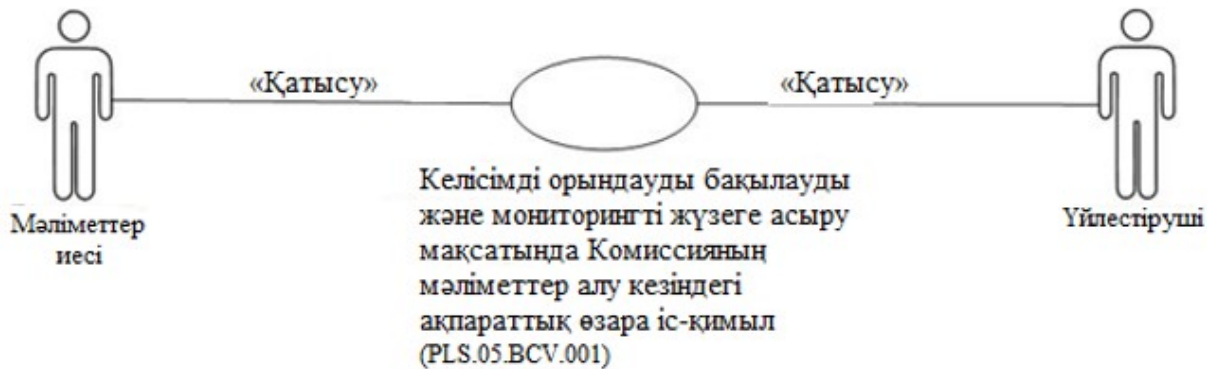 «Қатысу»
«Қатысу»
Мәліметтер
иесі
Келісімді орындауды бақылауды
және мониторингті жүзеге асыру
мақсатында Комиссияның
мәліметтер алу кезіндегі
ақпараттық өзара іс-қимыл
(PLS.05.BCV.001)
Үйлестіруші